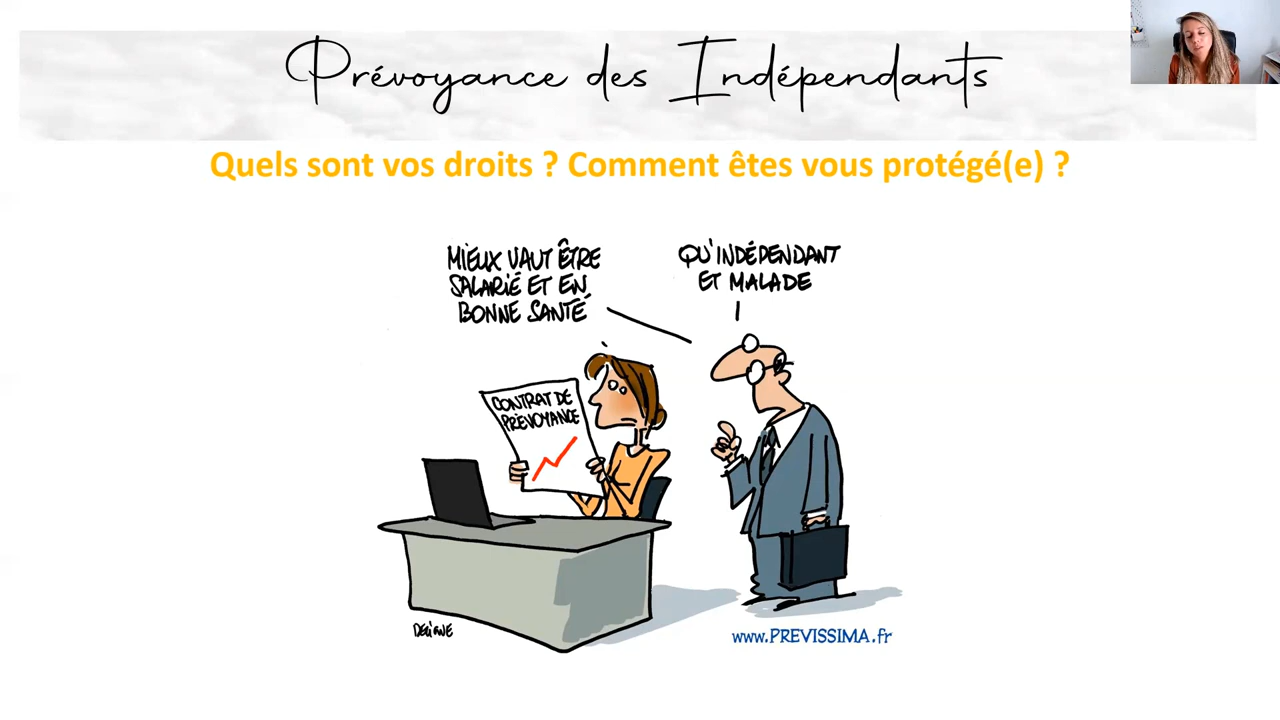 Prévoyance des Indépendants
Quels sont vos droits ? Comment êtes vous protégé(e) ?
MIEUX VAUT ÊTRE
SALARIÉ ET EN
BONNE SANTÉ
QU'INDÉPENDANT
ET MALADE
CONTRAT DE
PRÉVOYANCE
DELIGNE
www.PREVISSIMA.fr